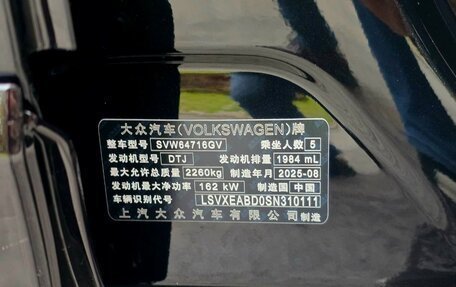 大众汽车(VOLKSWAGEN)牌
整车型号 SVW64716GV 乘坐人数 5
发动机型号 DTJ 发动机排量 1984 mL
最大允许总质量 2260kg 制造年月 2025-08
发动机最大净功率 162 kW 制造国 中国
车辆识别代号 LSVXEABD0SN310111
上汽大众汽车有限公司 制造